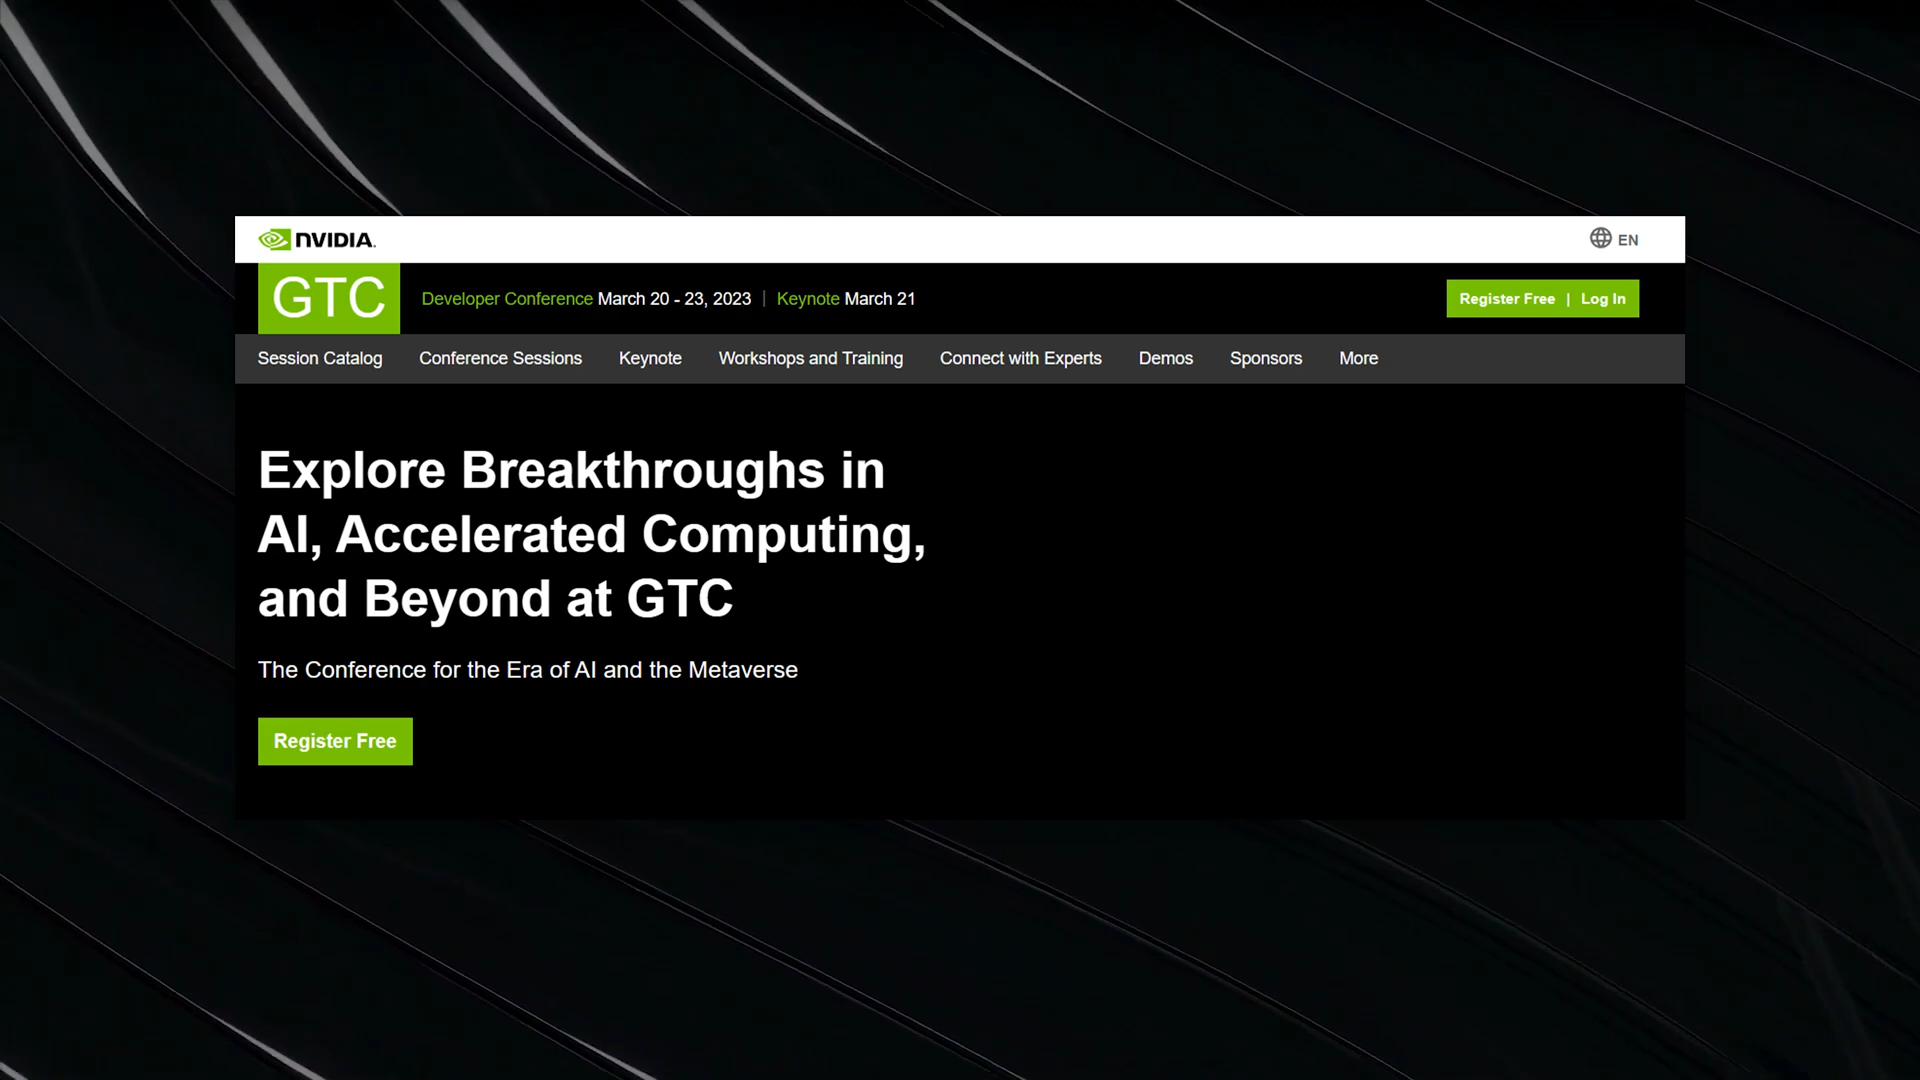 NVIDIA.
EN
GTC
Developer Conference March 20 - 23, 2023 | Keynote March 21
Register Free | Log In
Session Catalog Conference Sessions Keynote Workshops and Training Connect with Experts Demos Sponsors More
Explore Breakthroughs in
AI, Accelerated Computing,
and Beyond at GTC
The Conference for the Era of AI and the Metaverse
Register Free